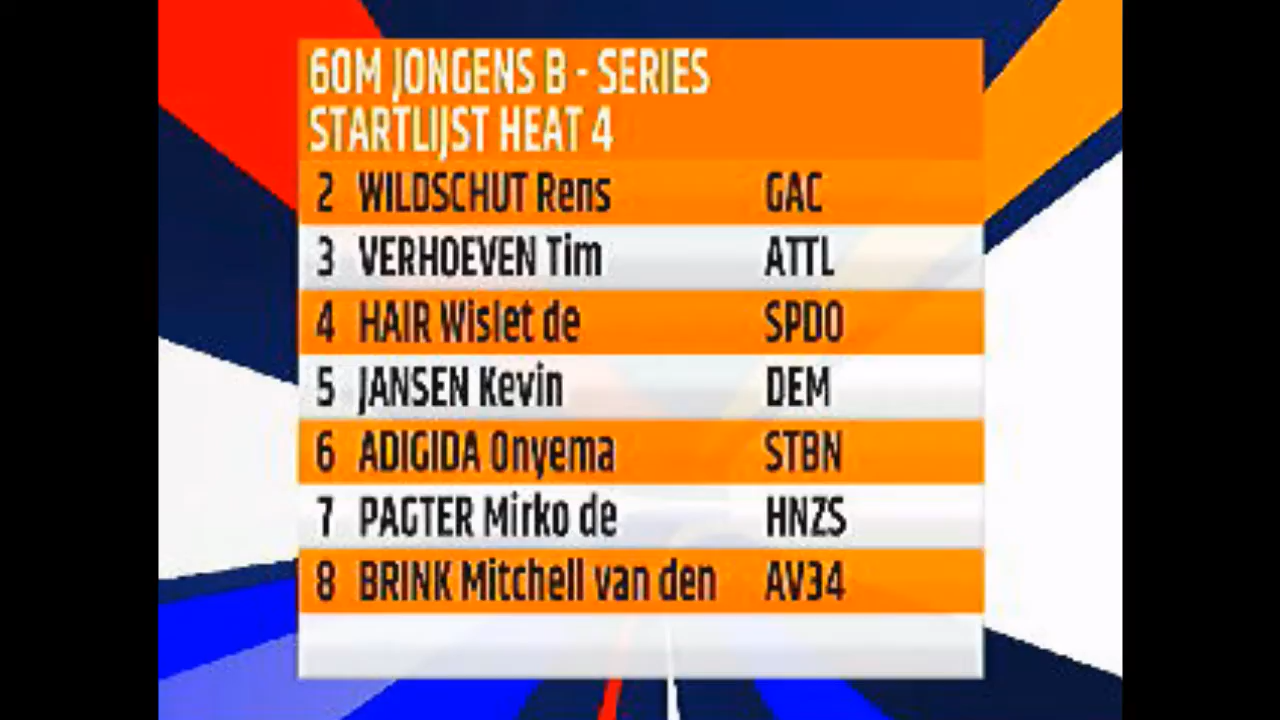 60M JONGENS B - SERIES
STARTLIJST HEAT 4
2 WILDSCHUT Rens GAC
3 VERHOEVEN Tim ATTL
4 HAIR Wislet de SPDO
5 JANSEN Kevin DEM
6 ADIGIDA Onyema STBN
7 PAGTER Mirko de HNZS
8 BRINK Mitchell van den AV34